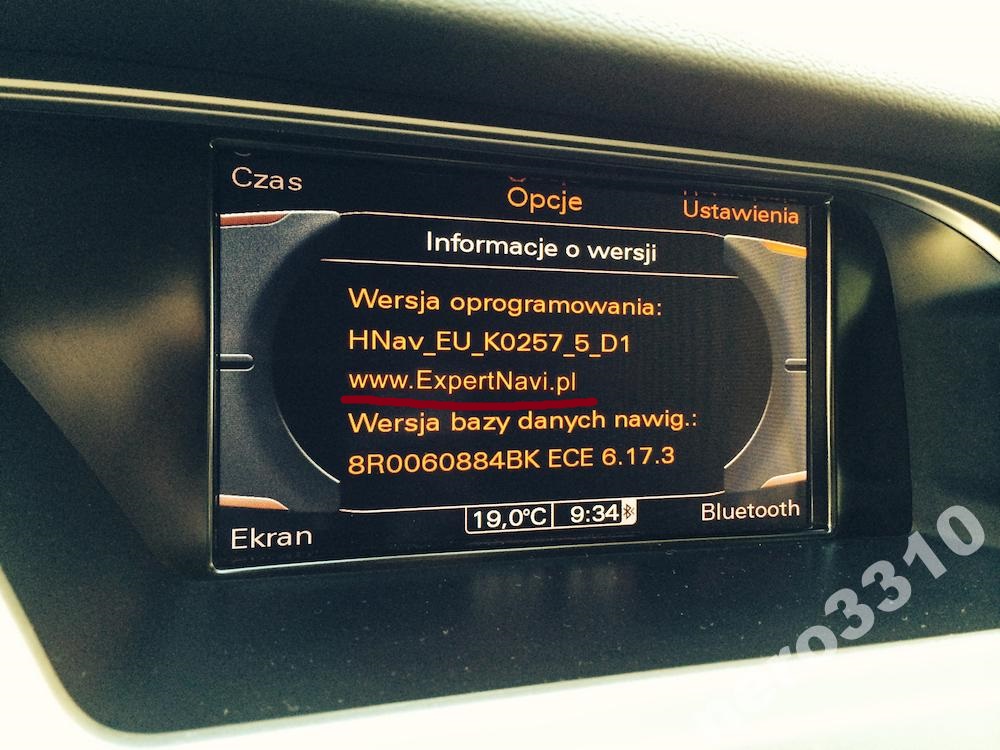 Czas
Opcje
Ustawienia
Informacje o wersji
Wersja oprogramowania:
HNav_EU_K0257_5_D1
www.ExpertNavi.pl
Wersja bazy danych nawig.:
8R0060884BK ECE 6.17.3
Ekran
19,0°C 9:34
Bluetooth
nero3310